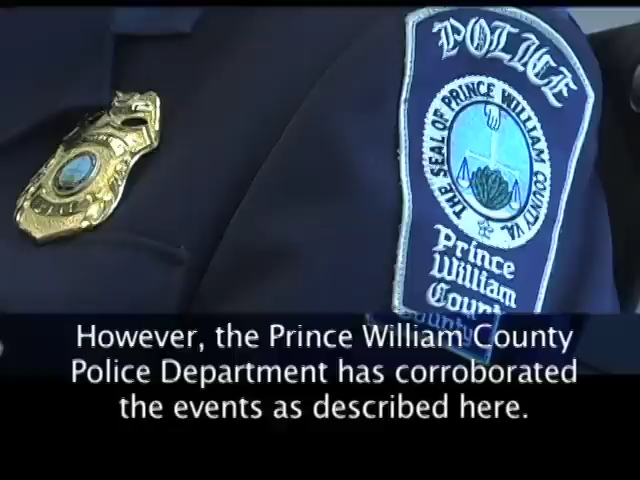 POLICE
THE SEAL OF PRINCE WILLIAM COUNTY VA.
Prince
William
County
However, the Prince William County
Police Department has corroborated
the events as described here.